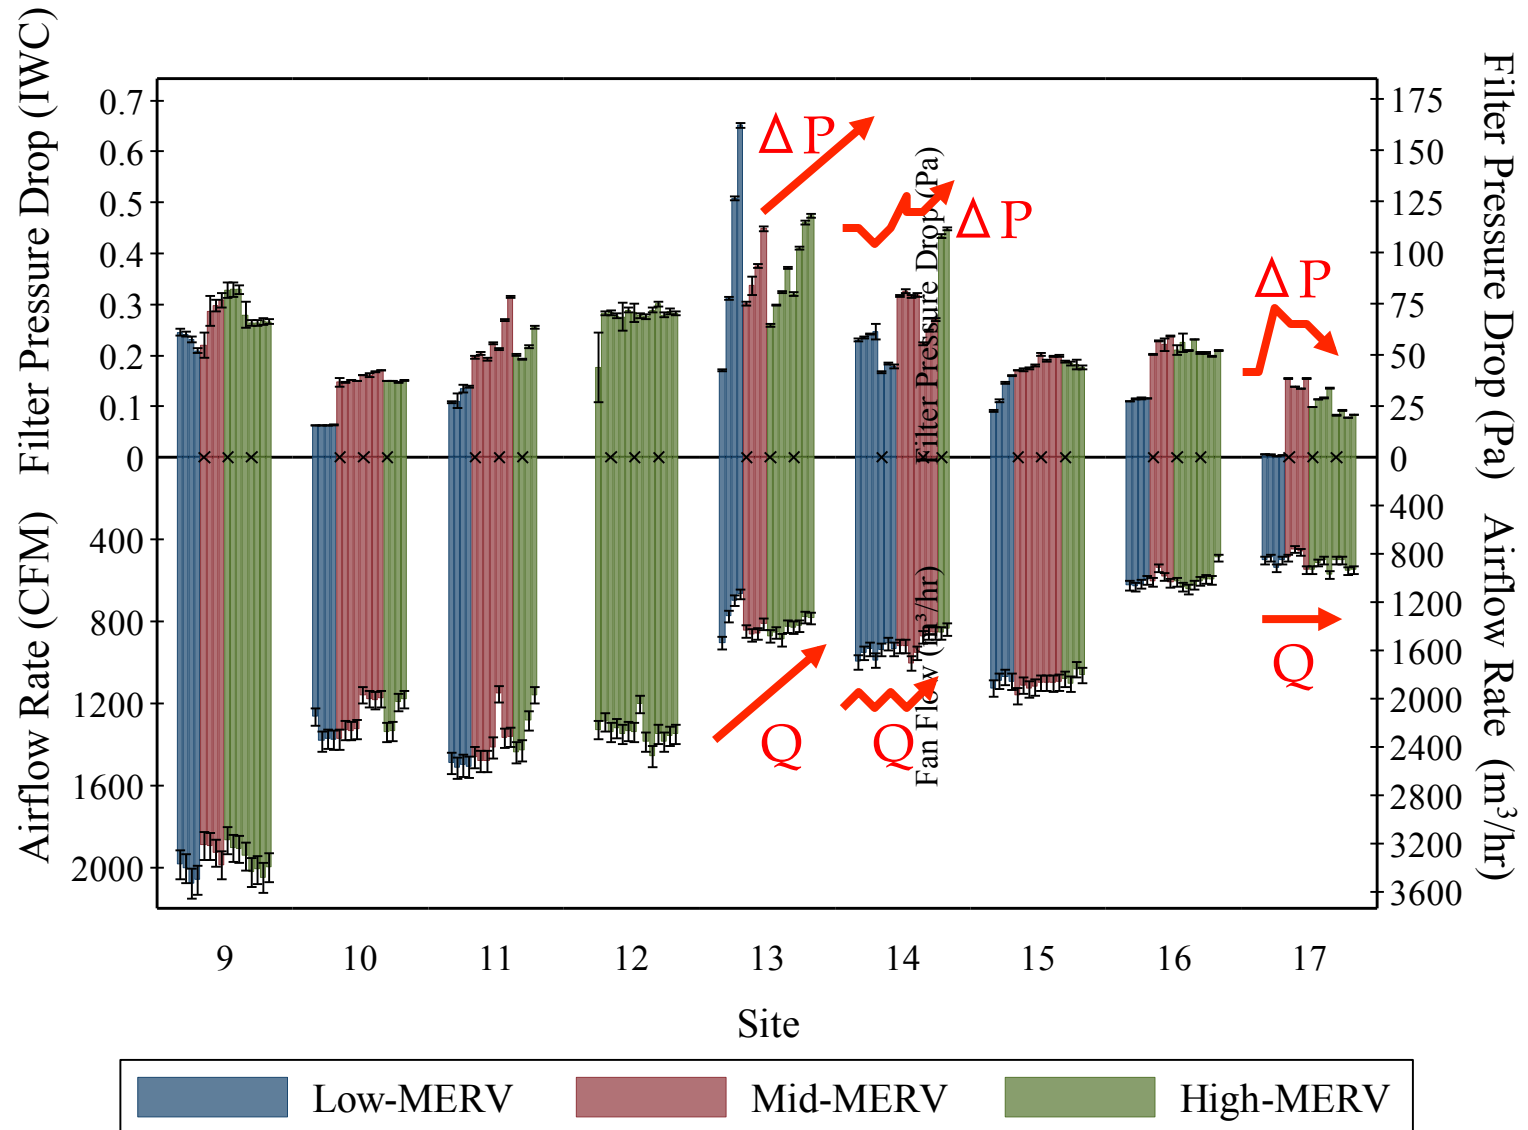 Filter Pressure Drop (IWC)
Airflow Rate (CFM)
0.7
0.6
0.5
0.4
0.3
0.2
0.1
0
400
800
1200
1600
2000
175
150
125
100
75
50
25
0
400
800
1200
1600
2000
2400
2800
3200
3600
Filter Pressure Drop (Pa)
Airflow Rate (m³/hr)
Δ P
Δ P
Δ P
Filter Pressure Drop (Pa)
Fan Flow (m³/hr)
Q
Q
Q
9 10 11 12 13 14 15 16 17
Site
Low-MERV Mid-MERV High-MERV